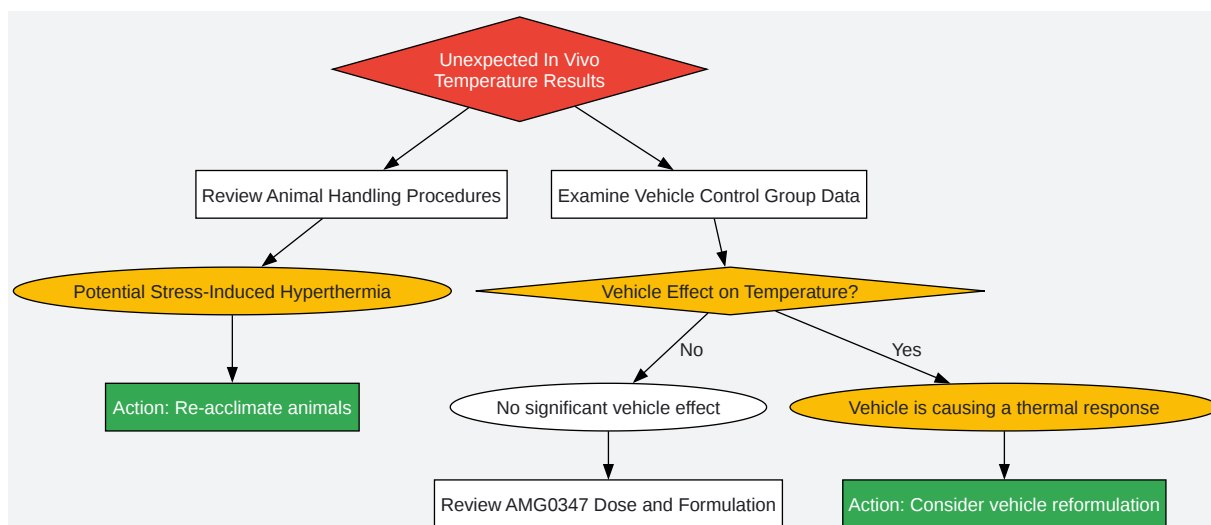 Unexpected In Vivo
Temperature Results
Review Animal Handling Procedures
Examine Vehicle Control Group Data
Potential Stress-Induced Hyperthermia
Vehicle Effect on Temperature?
No
Yes
Action: Re-acclimate animals
No significant vehicle effect
Vehicle is causing a thermal response
Review AMG0347 Dose and Formulation
Action: Consider vehicle reformulation